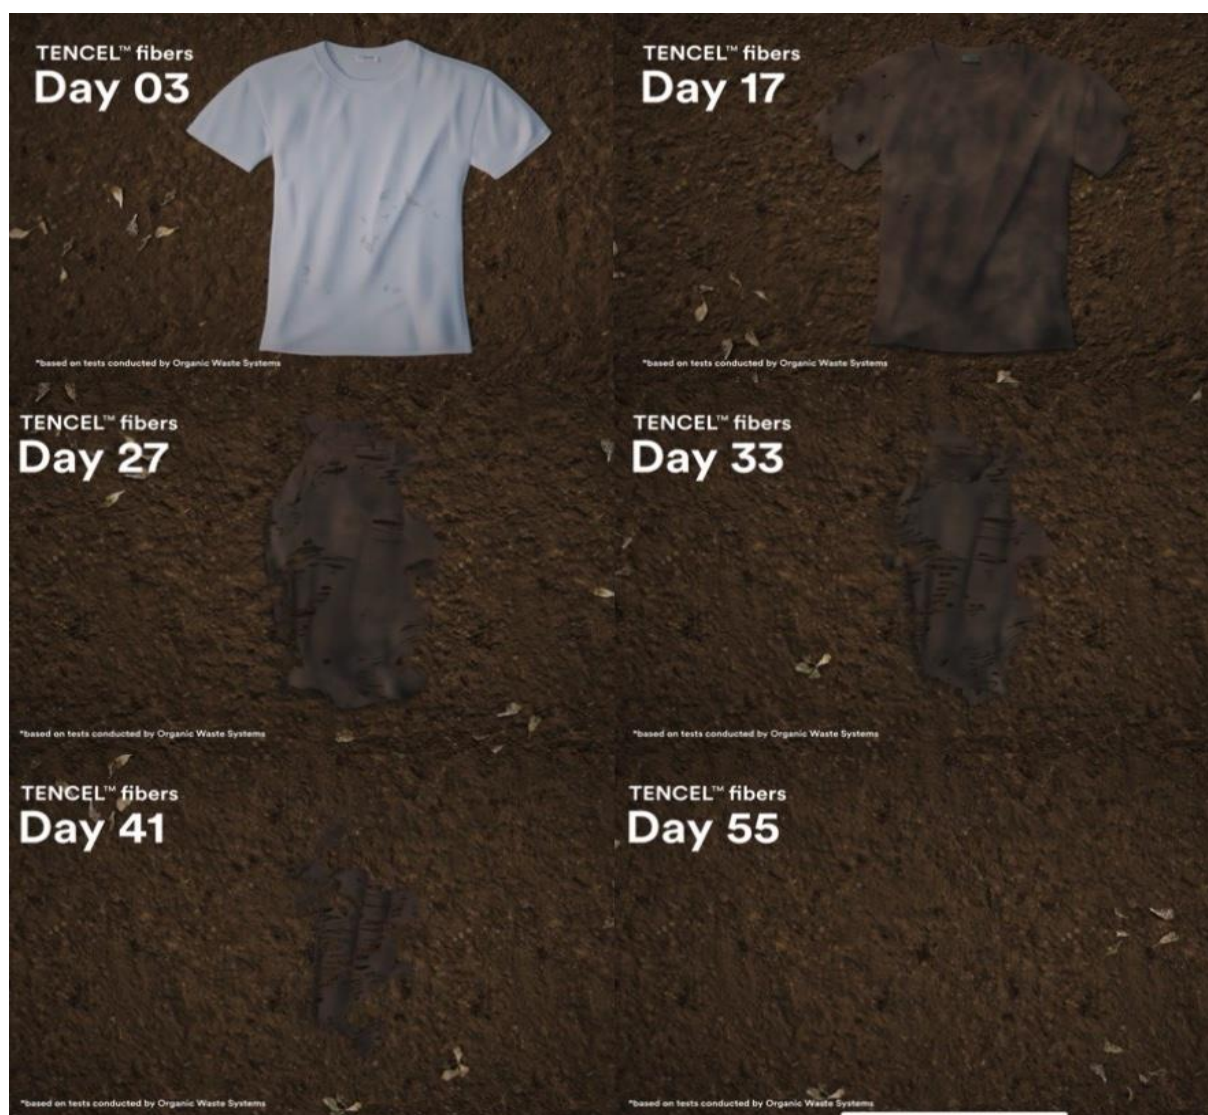 TENCEL™ fibers
Day 03
*based on tests conducted by Organic Waste Systems
TENCEL™ fibers
Day 17
*based on tests conducted by Organic Waste Systems
TENCEL™ fibers
Day 27
*based on tests conducted by Organic Waste Systems
TENCEL™ fibers
Day 33
*based on tests conducted by Organic Waste Systems
TENCEL™ fibers
Day 41
*based on tests conducted by Organic Waste Systems
TENCEL™ fibers
Day 55
*based on tests conducted by Organic Waste Systems